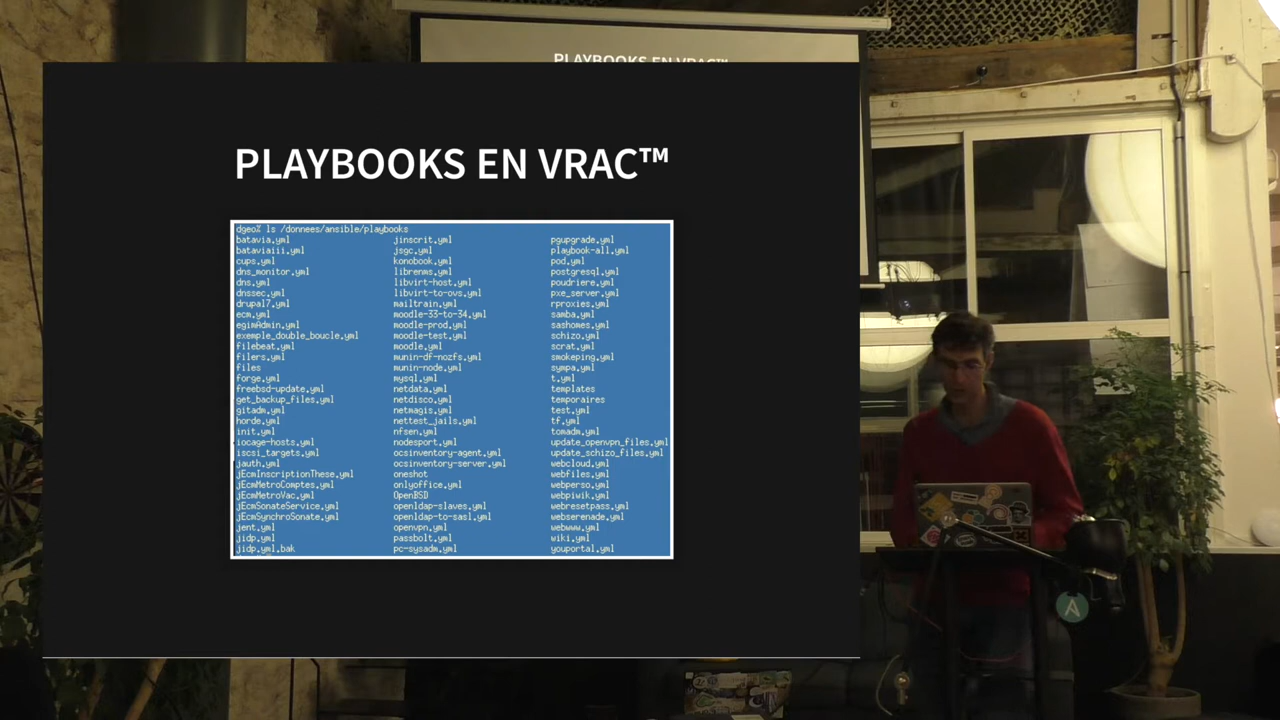 PLAYBOOKS EN VRAC™
PLAYBOOKS EN VRAC™
dgeo% ls /donnees/ansible/playbooks
batavia.yml jinscrit.yml pgupgrade.yml
bataviaiii.yml jsgc.yml playbook-all.yml
cups.yml konobook.yml pod.yml
dns_monitor.yml librenms.yml postgresql.yml
dns.yml libvirt-host.yml poudriere.yml
dnssec.yml libvirt-to-ovs.yml pxe_server.yml
drupal7.yml mailtrain.yml rproxies.yml
ecm.yml moodle-33-to-34.yml samba.yml
egimAdmin.yml moodle-prod.yml sashomes.yml
exemple_double_boucle.yml moodle-test.yml schizo.yml
filebeat.yml moodle.yml scrat.yml
filers.yml munin-df-nozfs.yml smokeping.yml
files munin-node.yml sympa.yml
forge.yml mysql.yml t.yml
freebsd-update.yml netdata.yml templates
get_backup_files.yml netdisco.yml temporaires
gitadm.yml netmagis.yml test.yml
horde.yml nettest_jails.yml tf.yml
init.yml nfsen.yml tomadm.yml
iocage-hosts.yml nodesport.yml update_openvpn_files.yml
iscsi_targets.yml ocsinventory-agent.yml update_schizo_files.yml
jauth.yml ocsinventory-server.yml webcloud.yml
jEcmInscriptionThese.yml oneshot webfiles.yml
jEcmMetroComptes.yml onlyoffice.yml webperso.yml
jEcmMetroVac.yml OpenBSD webpiwik.yml
jEcmSonateService.yml openldap-slaves.yml webresetpass.yml
jEcmSynchroSonate.yml openldap-to-sasl.yml webserenade.yml
jent.yml openvpn.yml webwww.yml
jidp.yml passbolt.yml wiki.yml
jidp.yml.bak pc-sysadm.yml youportal.yml
A